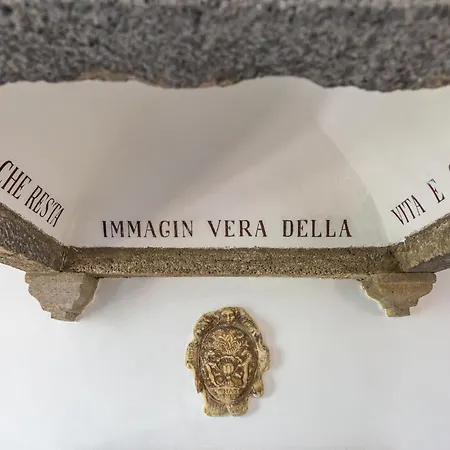 CHE RESTA
IMMAGIN VERA DELLA
VITA E